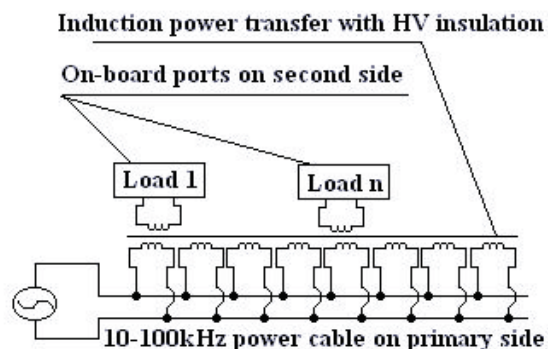 Induction power transfer with HV insulation
On-board ports on second side
Load 1
Load n
10-100kHz power cable on primary side